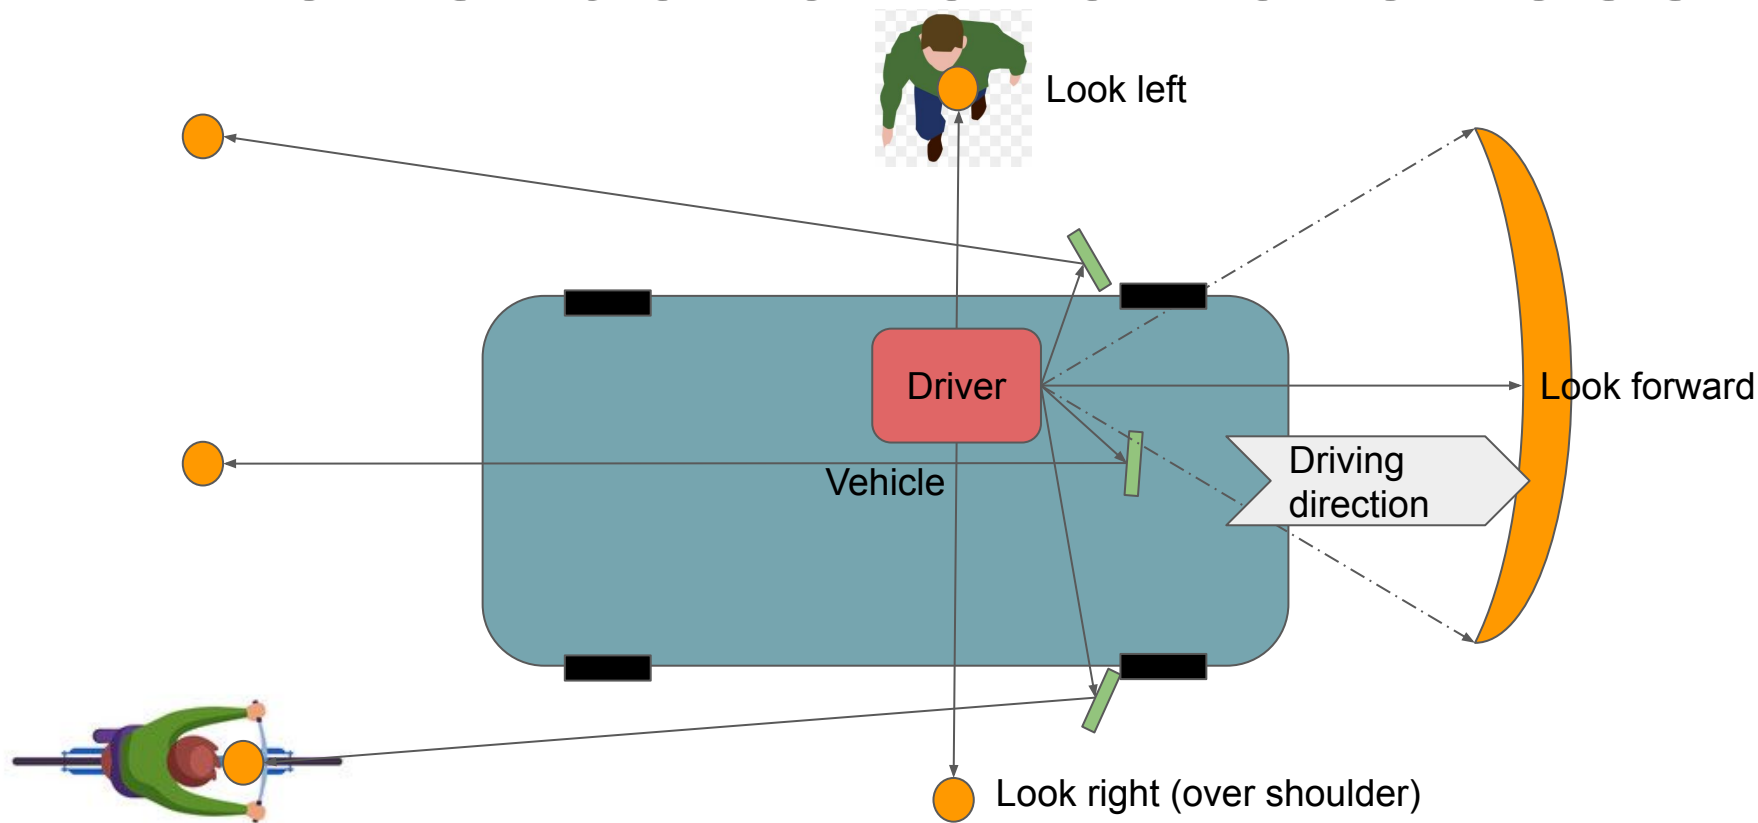 Look left
Driver
Look forward
Driving
direction
Vehicle
Look right (over shoulder)